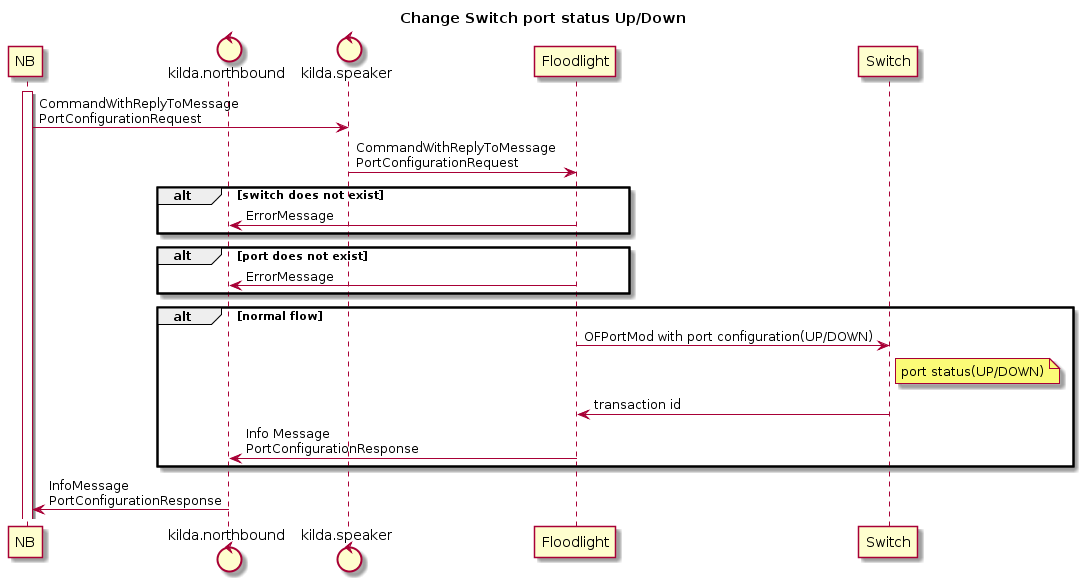 Change Switch port status Up/Down
NB
kilda.northbound
kilda.speaker
Floodlight
Switch
CommandWithReplyToMessage
PortConfigurationRequest
CommandWithReplyToMessage
PortConfigurationRequest
alt
[switch does not exist]
ErrorMessage
alt
[port does not exist]
ErrorMessage
alt
[normal flow]
OFPortMod with port configuration(UP/DOWN)
port status(UP/DOWN)
transaction id
Info Message
PortConfigurationResponse
InfoMessage
PortConfigurationResponse
NB
kilda.northbound
kilda.speaker
Floodlight
Switch